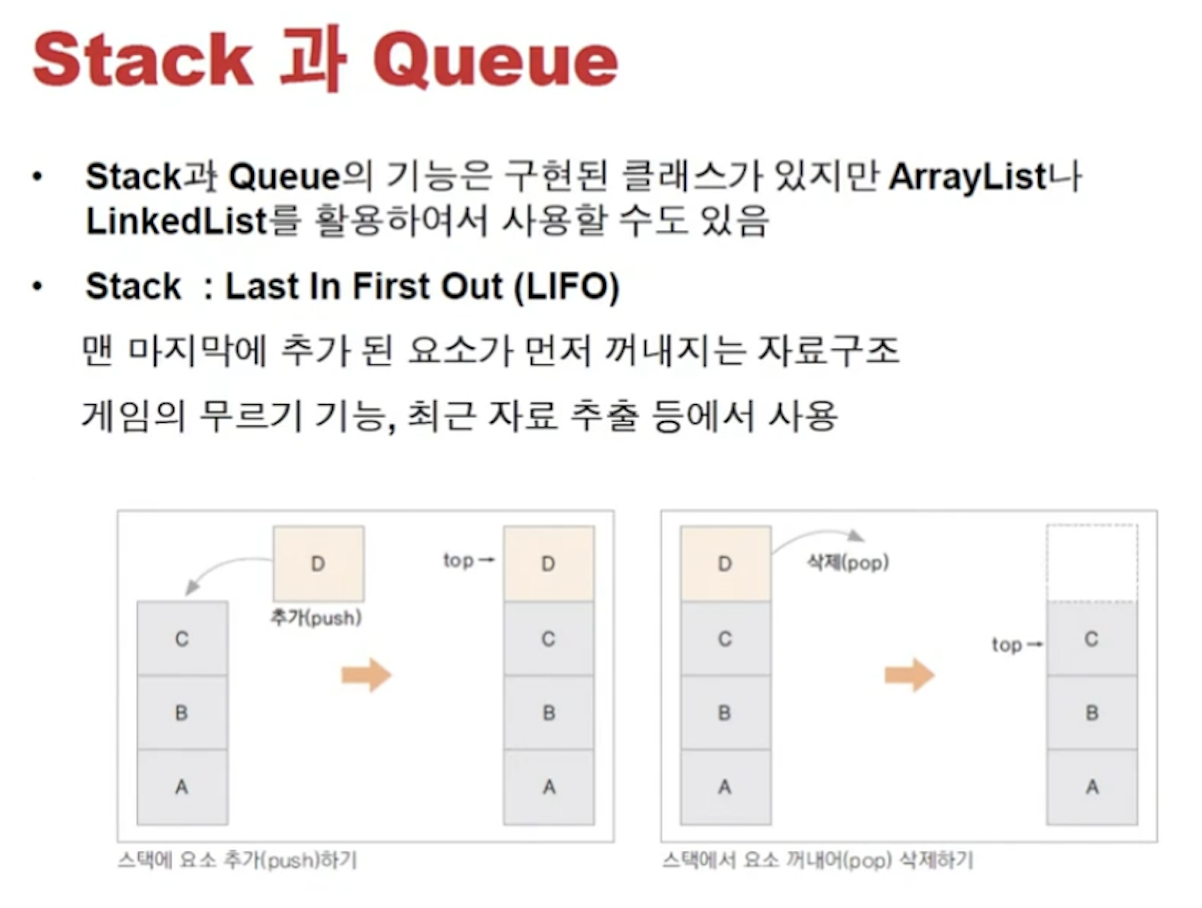 Stack 과 Queue
• Stack과 Queue의 기능은 구현된 클래스가 있지만 ArrayList나
LinkedList를 활용하여서 사용할 수도 있음
• Stack : Last In First Out (LIFO)
맨 마지막에 추가 된 요소가 먼저 꺼내지는 자료구조
게임의 무르기 기능, 최근 자료 추출 등에서 사용
D
추가(push)
C
B
A
top→
D
C
B
A
스택에 요소 추가(push)하기
D
삭제(pop)
C
B
A
top→
C
B
A
스택에서 요소 꺼내어(pop) 삭제하기